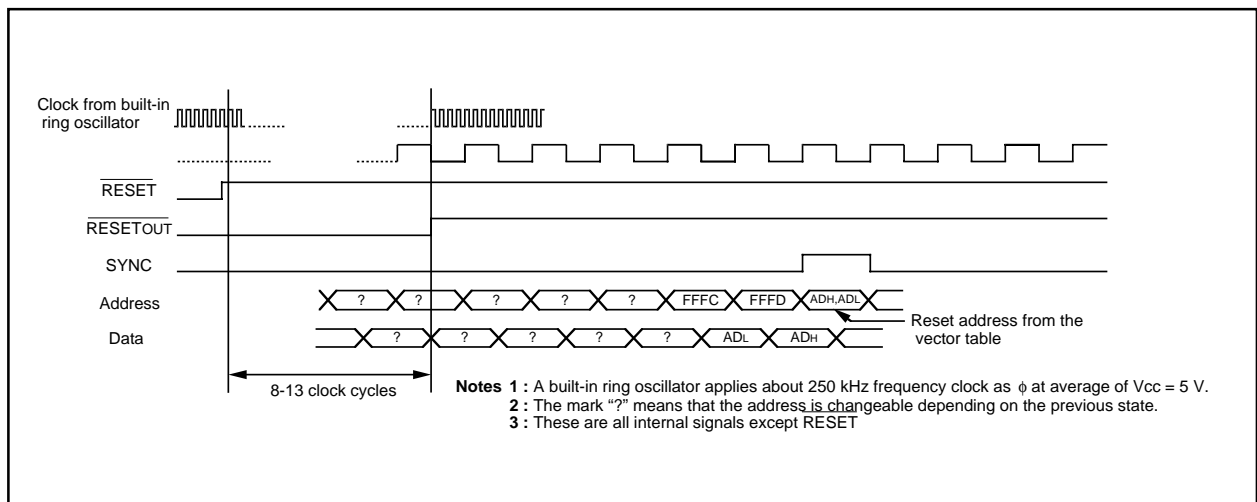 Clock from built-in
ring oscillator
RESET
RESETOUT
SYNC
Address
? ? ? ? ? FFFC FFFD ADH,ADL
Reset address from the
vector table
Data
? ? ? ? ? ADL ADH
8-13 clock cycles
Notes 1 : A built-in ring oscillator applies about 250 kHz frequency clock as φ at average of Vcc = 5 V.
2 : The mark “?” means that the address is changeable depending on the previous state.
3 : These are all internal signals except RESET